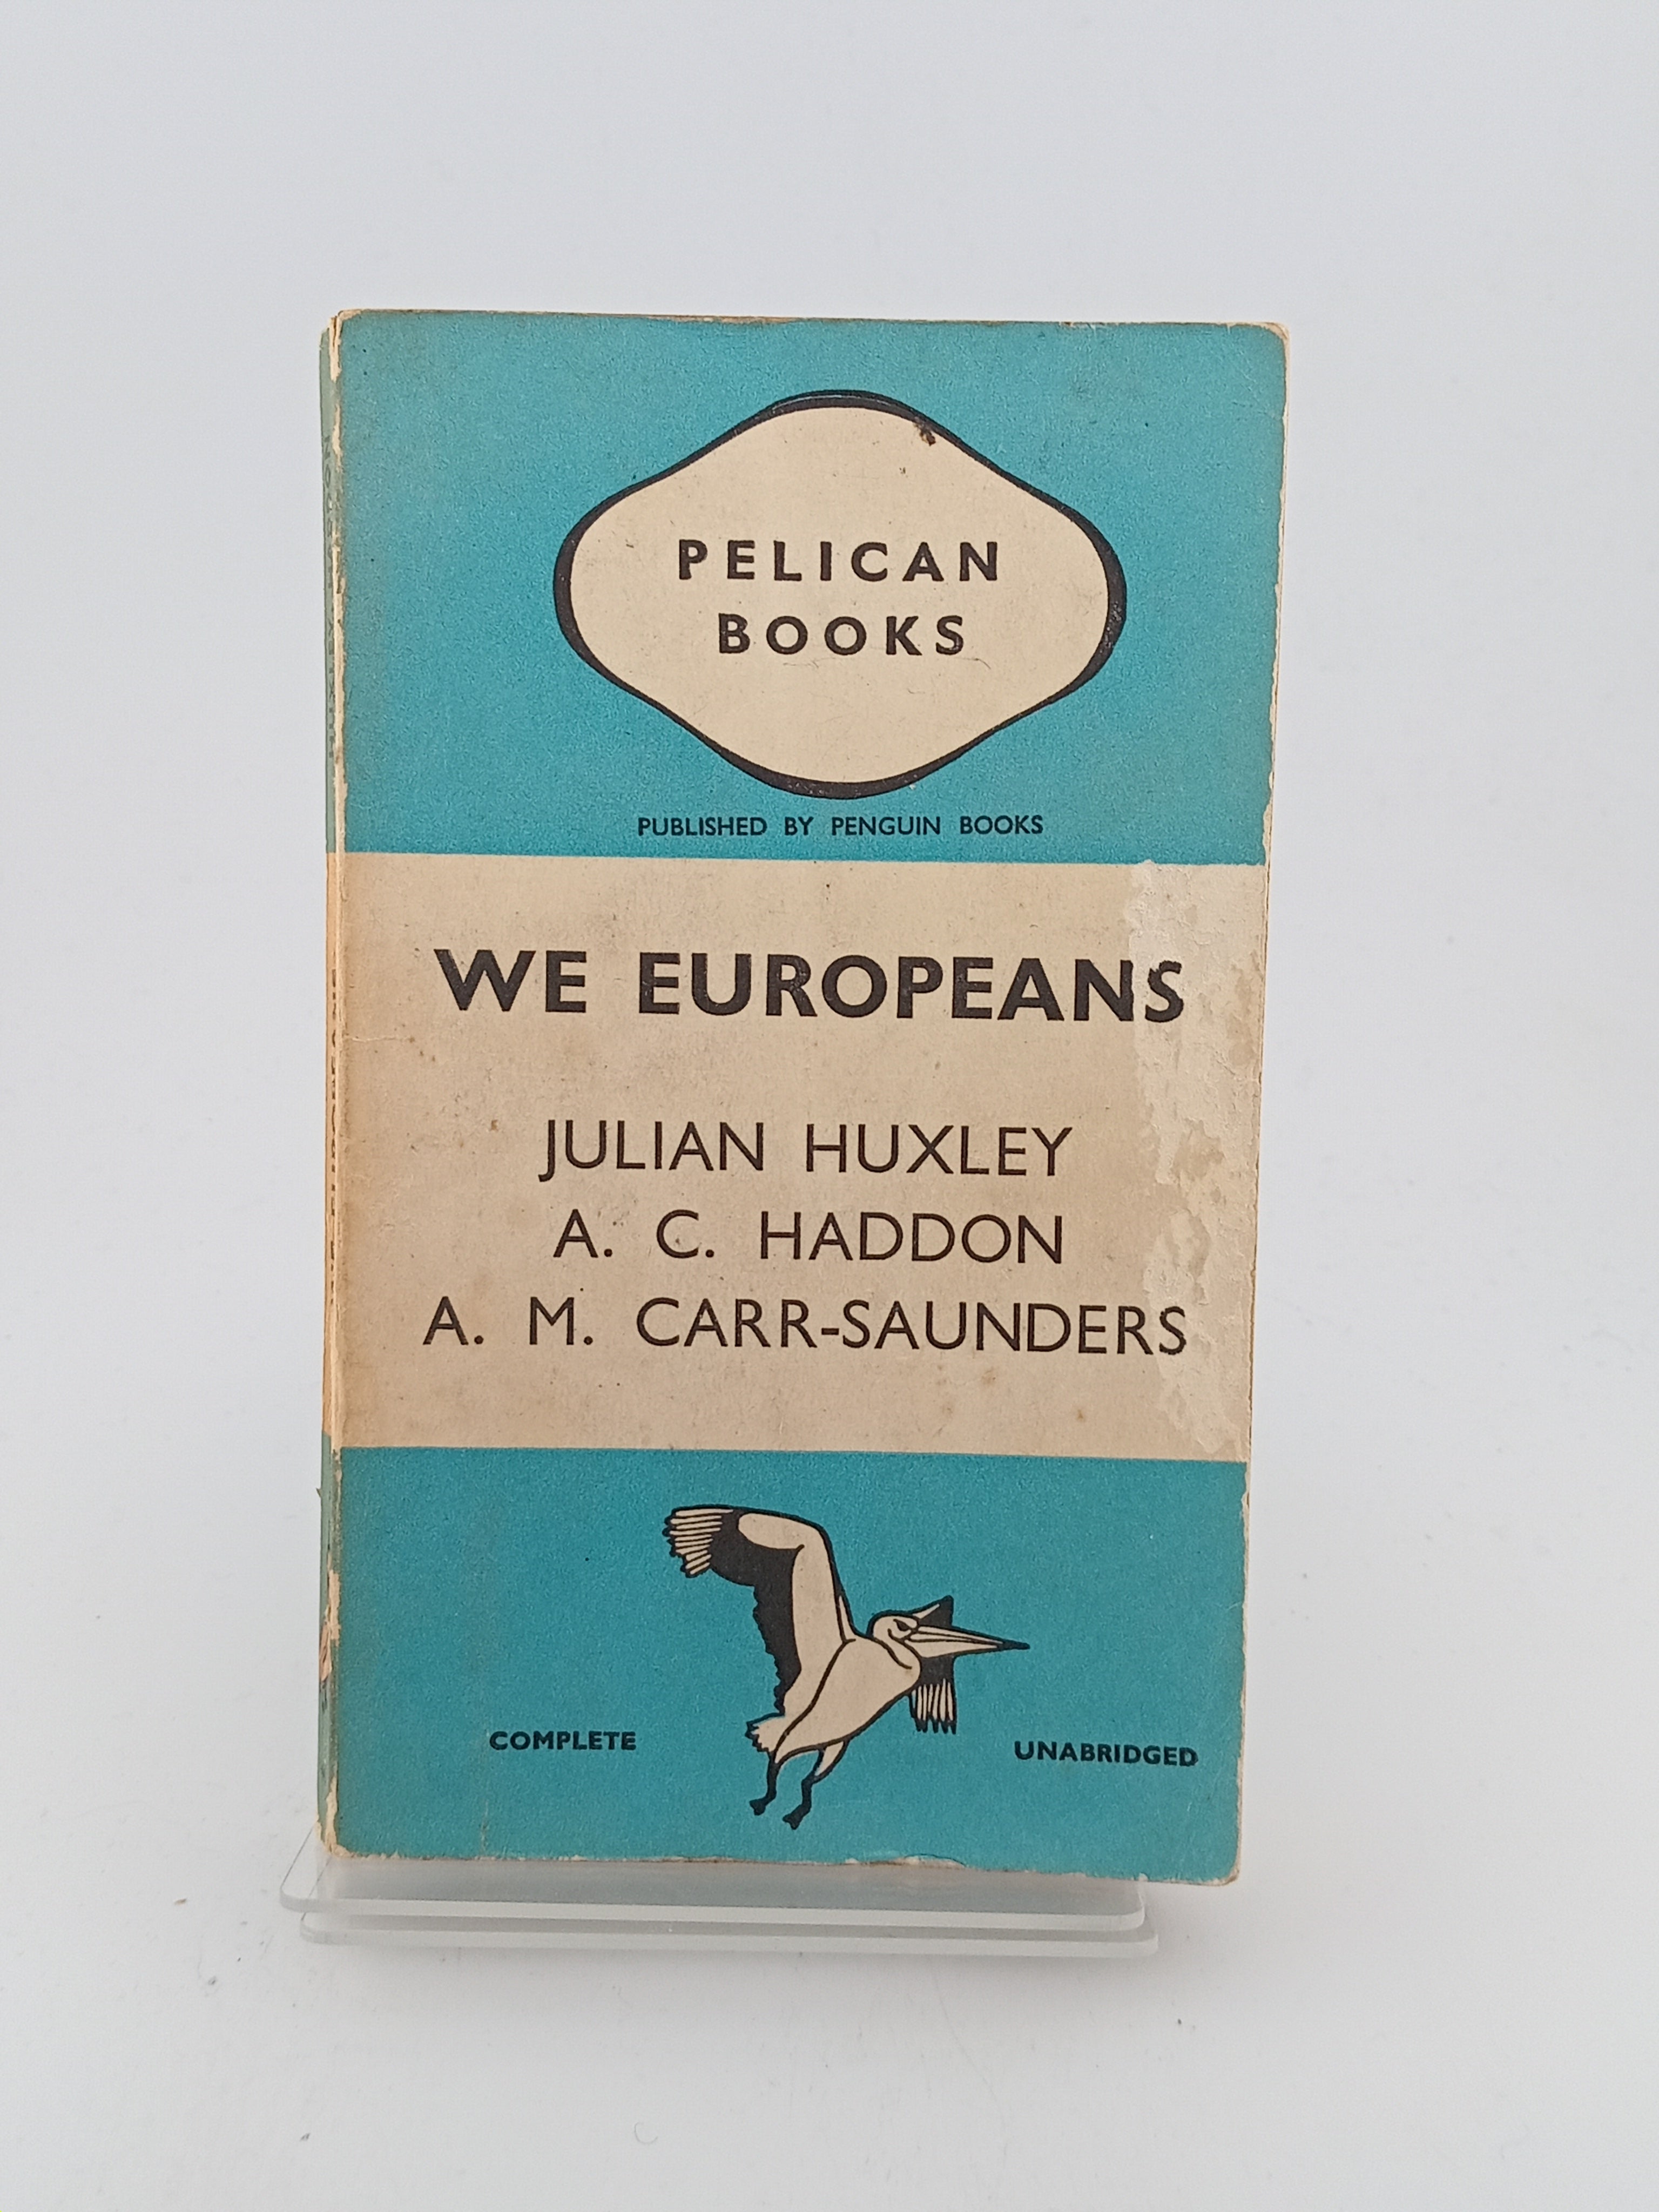 PELICAN
BOOKS
PUBLISHED BY PENGUIN BOOKS
WE EUROPEANS
JULIAN HUXLEY
A. C. HADDON
A. M. CARR-SAUNDERS
COMPLETE
UNABRIDGED